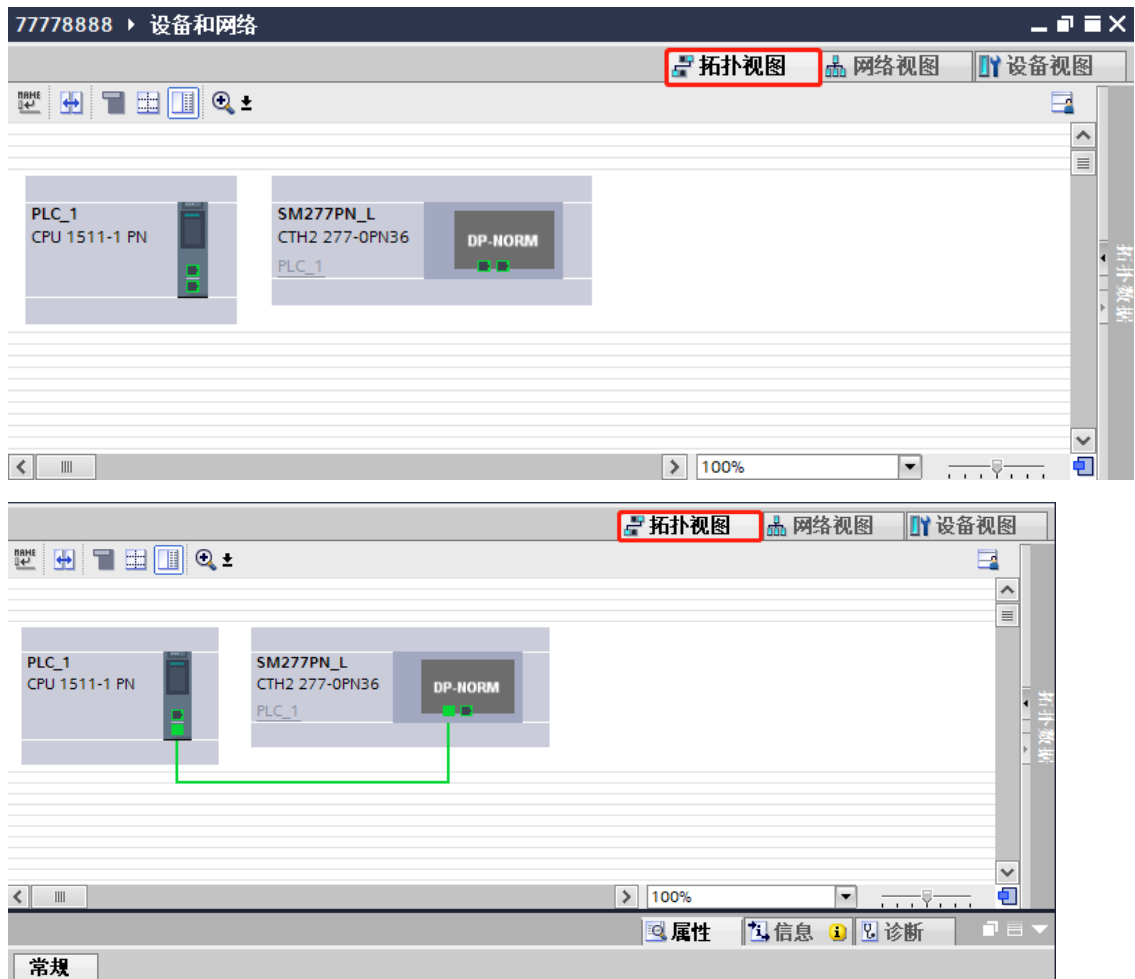 77778888 ▸ 设备和网络
拓扑视图 网络视图 设备视图
NAME
PLC_1
CPU 1511-1 PN
SM277PN_L
CTH2 277-0PN36
PLC_1
DP-NORM
拓扑数据
100%
拓扑视图 网络视图 设备视图
NAME
PLC_1
CPU 1511-1 PN
SM277PN_L
CTH2 277-0PN36
PLC_1
DP-NORM
拓扑数据
100%
属性 信息 诊断
常规